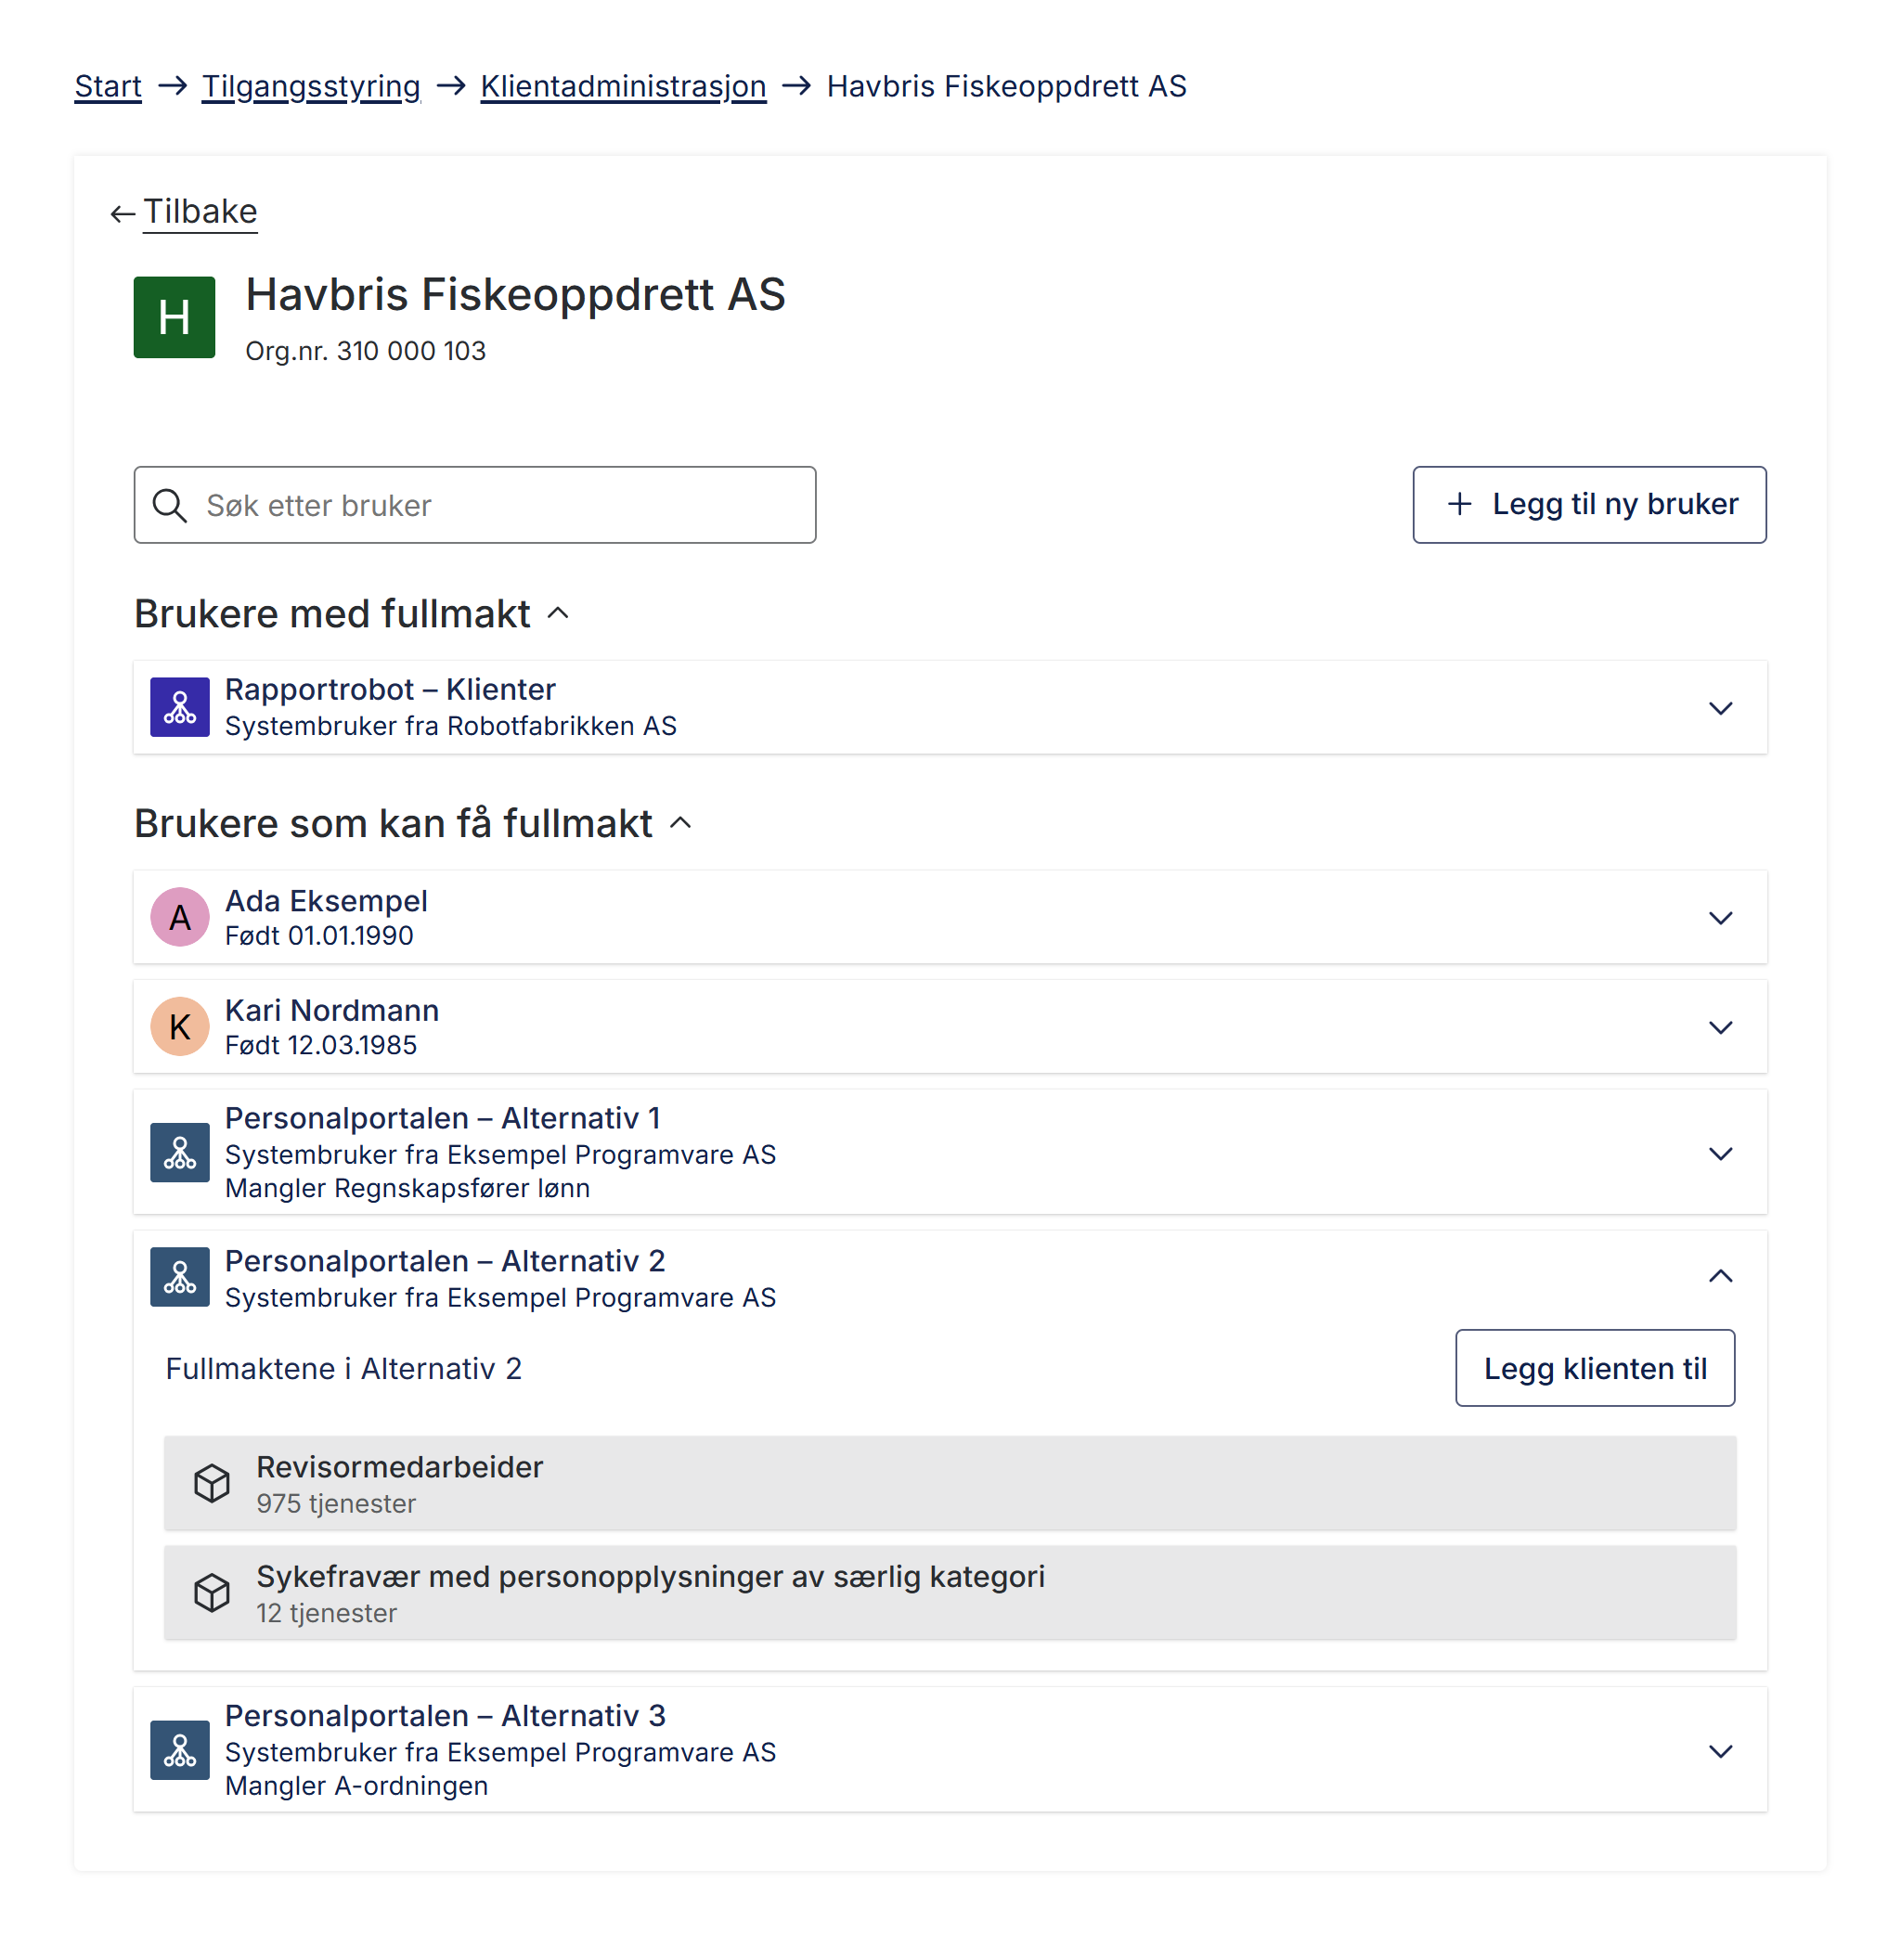 Start → Tilgangsstyring → Klientadministrasjon → Havbris Fiskeoppdrett AS
← Tilbake
H
Havbris Fiskeoppdrett AS
Org.nr. 310 000 103
Søk etter bruker
+ Legg til ny bruker
Brukere med fullmakt
Rapportrobot – Klienter
Systembruker fra Robotfabrikken AS
Brukere som kan få fullmakt
A
Ada Eksempel
Født 01.01.1990
K
Kari Nordmann
Født 12.03.1985
Personalportalen – Alternativ 1
Systembruker fra Eksempel Programvare AS
Mangler Regnskapsfører lønn
Personalportalen – Alternativ 2
Systembruker fra Eksempel Programvare AS
Fullmaktene i Alternativ 2
Legg klienten til
Revisormedarbeider
975 tjenester
Sykefravær med personopplysninger av særlig kategori
12 tjenester
Personalportalen – Alternativ 3
Systembruker fra Eksempel Programvare AS
Mangler A-ordningen